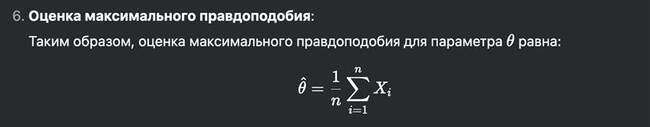 6. Оценка максимального правдоподобия:
Таким образом, оценка максимального правдоподобия для параметра θ равна:
θ̂ = 1/n ∑_{i=1}^{n} X_i